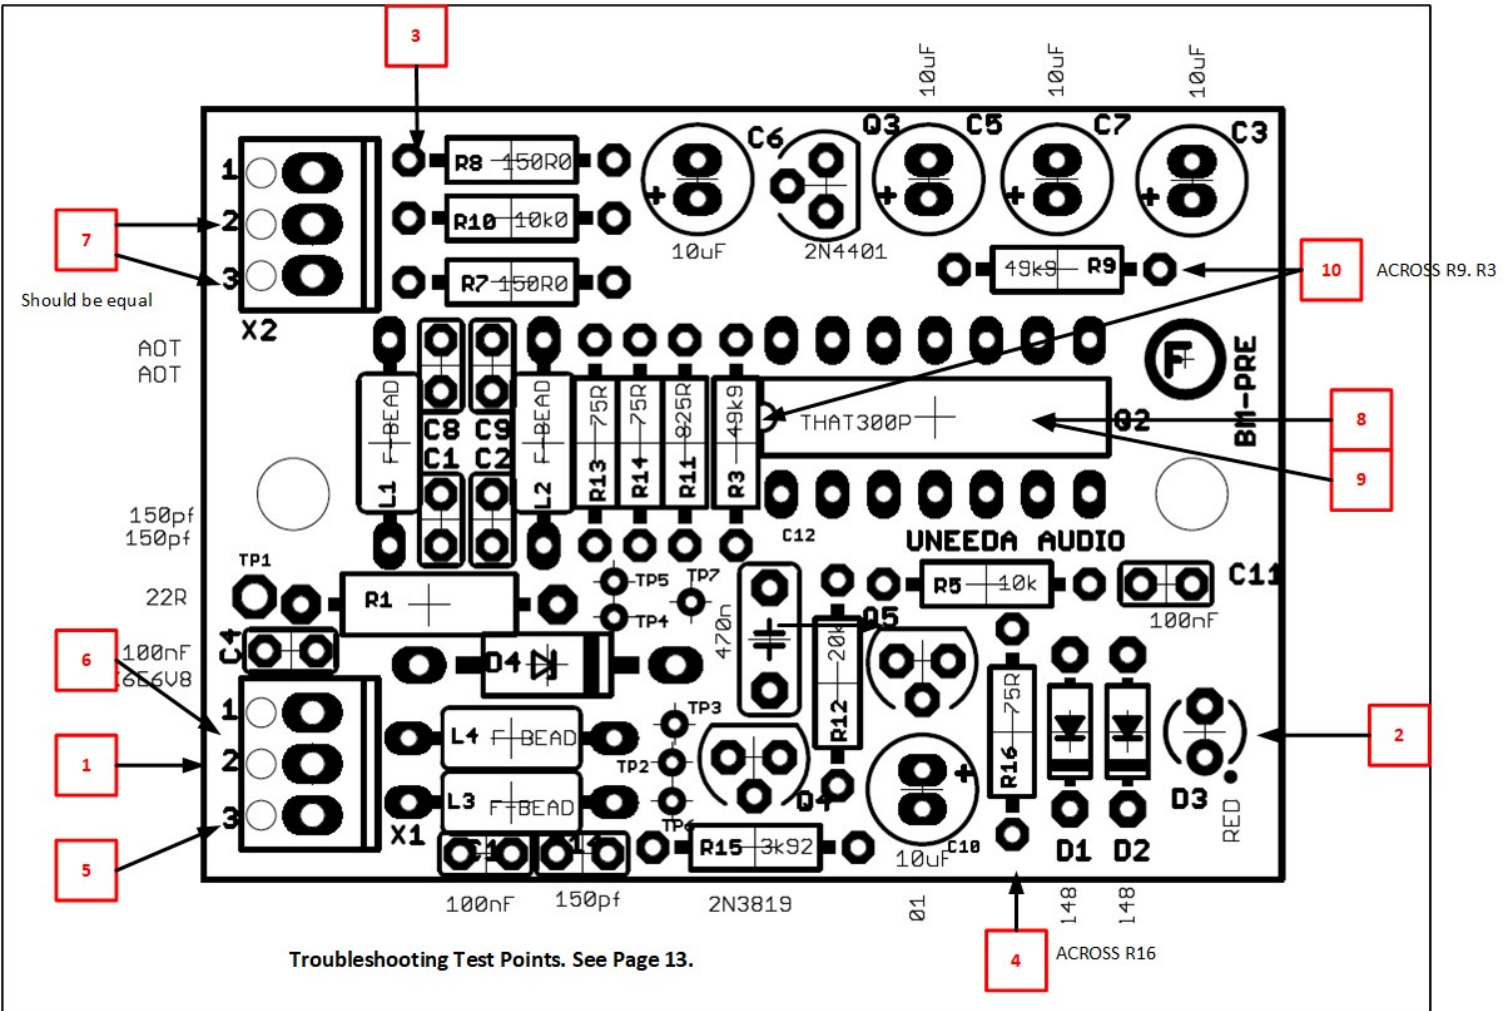 3
10uF
10uF
10uF
C6
Q3
C5
C7
C3
1
R8 150R0
2
R10 10k0
10uF
2N4401
7
3
R7 150R0
49k9 R9
10
ACROSS R9. R3
Should be equal
X2
AOT
AOT
F
BM-PRE
F-BEAD
L1
C8
C9
C1
C2
F-BEAD
L2
75R
R13
75R
R14
825R
R11
49k9
R3
THAT300P
Q2
8
9
150pf
150pf
C12
UNEEDA AUDIO
TP1
TP5
TP7
TP4
22R
R1
470n
R5 10k
C11
100nF
Q5
20k
R12
C4
100nF
6
D4
1
2
3
1
5
X1
L4 F-BEAD
L3 F-BEAD
TP3
TP2
TP6
Q4
75R
R16
D3
RED
2
R15 3k92
10uF
C10
D1
D2
100nF
150pf
2N3819
01
148
148
4
ACROSS R16
Troubleshooting Test Points. See Page 13.